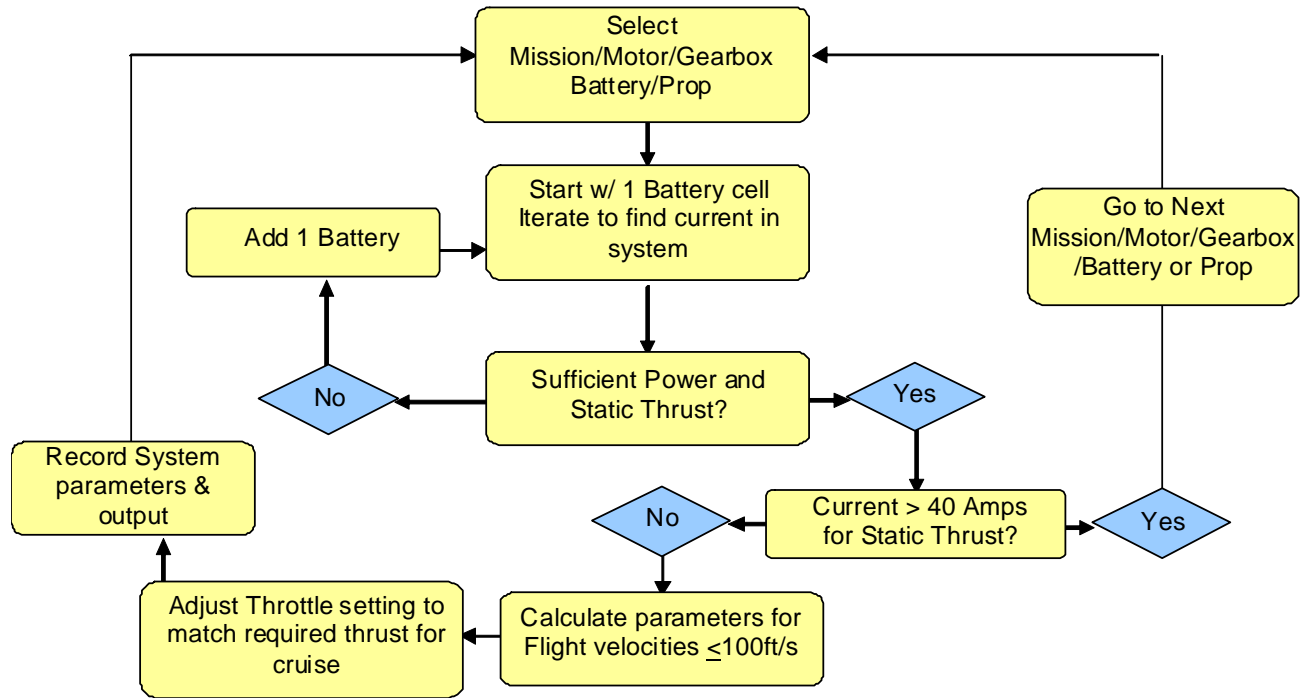 Select
Mission/Motor/Gearbox
Battery/Prop
Start w/ 1 Battery cell
Iterate to find current in
system
Add 1 Battery
Go to Next
Mission/Motor/Gearbox
/Battery or Prop
No
Sufficient Power and
Static Thrust?
Yes
Record System
parameters &
output
No
Current > 40 Amps
for Static Thrust?
Yes
Adjust Throttle setting to
match required thrust for
cruise
Calculate parameters for
Flight velocities ≤100ft/s